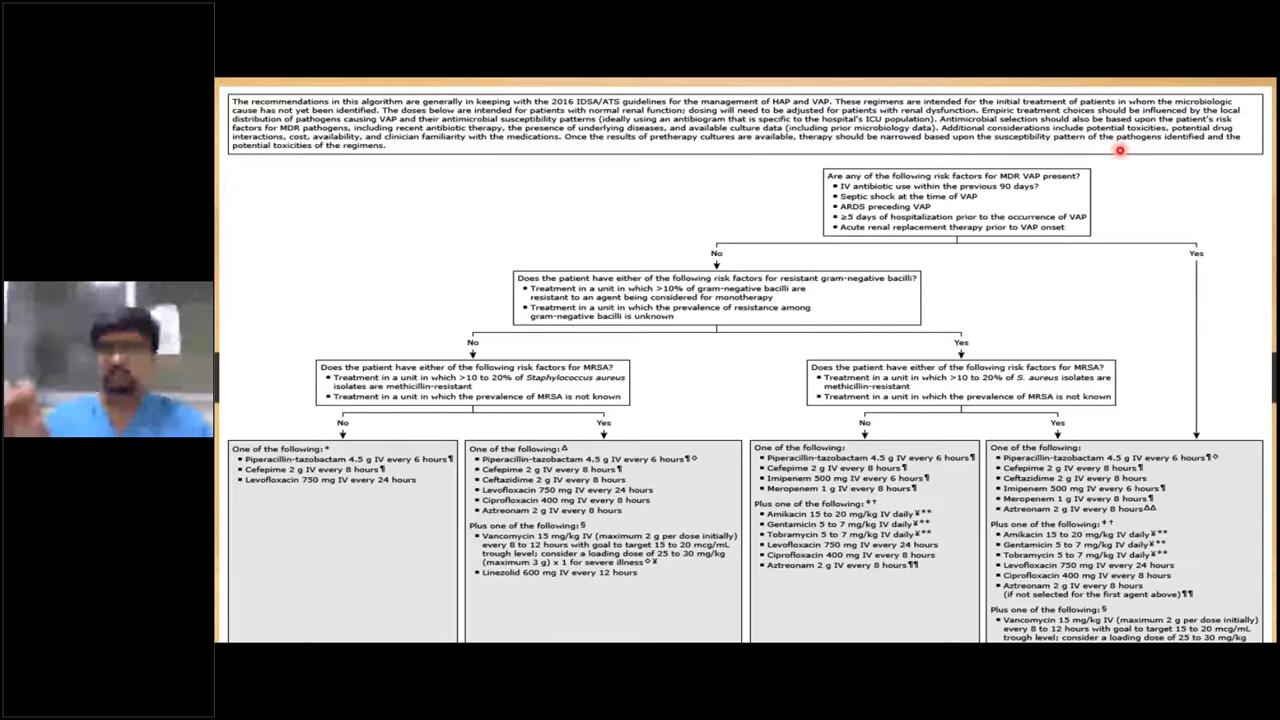 The recommendations in this algorithm are generally in keeping with the 2016 IDSA/ATS guidelines for the management of HAP and VAP. These regimens are intended for the initial treatment of patients in whom the microbiologic
cause has not yet been identified. The doses below are intended for patients with normal renal function; dosing will need to be adjusted for patients with renal dysfunction. Empiric treatment choices should be influenced by the local
distribution of pathogens causing VAP and their antimicrobial susceptibility patterns (ideally using an antibiogram that is specific to the hospital's ICU population). Antimicrobial selection should also be based upon the patient's risk
factors for MDR pathogens, including recent antibiotic therapy, the presence of underlying diseases, and available culture data (including prior microbiology data). Additional considerations include potential toxicities, potential drug
interactions, cost, availability, and clinician familiarity with the medications. Once the results of pretherapy cultures are available, therapy should be narrowed based upon the susceptibility pattern of the pathogens identified and the
potential toxicities of the regimens.
Are any of the following risk factors for MDR VAP present?
▪ IV antibiotic use within the previous 90 days?
▪ Septic shock at the time of VAP
▪ ARDS preceding VAP
▪ ≥5 days of hospitalization prior to the occurrence of VAP
▪ Acute renal replacement therapy prior to VAP onset
No
Yes
Does the patient have either of the following risk factors for resistant gram-negative bacilli?
▪ Treatment in a unit in which >10% of gram-negative bacilli are
resistant to an agent being considered for monotherapy
▪ Treatment in a unit in which the prevalence of resistance among
gram-negative bacilli is unknown
No
Yes
Does the patient have either of the following risk factors for MRSA?
▪ Treatment in a unit in which >10 to 20% of Staphylococcus aureus
isolates are methicillin-resistant
▪ Treatment in a unit in which the prevalence of MRSA is not known
Does the patient have either of the following risk factors for MRSA?
▪ Treatment in a unit in which >10 to 20% of S. aureus isolates are
methicillin-resistant
▪ Treatment in a unit in which the prevalence of MRSA is not known
No
Yes
No
Yes
One of the following:*
▪ Piperacillin-tazobactam 4.5 g IV every 6 hours¶
▪ Cefepime 2 g IV every 8 hours¶
▪ Levofloxacin 750 mg IV every 24 hours
One of the following:Δ
▪ Piperacillin-tazobactam 4.5 g IV every 6 hours¶◇
▪ Cefepime 2 g IV every 8 hours¶
▪ Ceftazidime 2 g IV every 8 hours
▪ Levofloxacin 750 mg IV every 24 hours
▪ Ciprofloxacin 400 mg IV every 8 hours
▪ Aztreonam 2 g IV every 8 hours
Plus one of the following:§
▪ Vancomycin 15 mg/kg IV (maximum 2 g per dose initially)
every 8 to 12 hours with goal to target 15 to 20 mcg/mL
trough level; consider a loading dose of 25 to 30 mg/kg
(maximum 3 g) x 1 for severe illness◇¥
▪ Linezolid 600 mg IV every 12 hours
One of the following:
▪ Piperacillin-tazobactam 4.5 g IV every 6 hours¶
▪ Cefepime 2 g IV every 8 hours¶
▪ Imipenem 500 mg IV every 6 hours¶
▪ Meropenem 1 g IV every 8 hours¶
Plus one of the following:‡†
▪ Amikacin 15 to 20 mg/kg IV daily¥**
▪ Gentamicin 5 to 7 mg/kg IV daily¥**
▪ Tobramycin 5 to 7 mg/kg IV daily¥**
▪ Levofloxacin 750 mg IV every 24 hours
▪ Ciprofloxacin 400 mg IV every 8 hours
▪ Aztreonam 2 g IV every 8 hours¶¶
One of the following:
▪ Piperacillin-tazobactam 4.5 g IV every 6 hours¶◇
▪ Cefepime 2 g IV every 8 hours¶
▪ Ceftazidime 2 g IV every 8 hours
▪ Imipenem 500 mg IV every 6 hours¶
▪ Meropenem 1 g IV every 8 hours¶
▪ Aztreonam 2 g IV every 8 hoursΔΔ
Plus one of the following:‡†
▪ Amikacin 15 to 20 mg/kg IV daily¥**
▪ Gentamicin 5 to 7 mg/kg IV daily¥**
▪ Tobramycin 5 to 7 mg/kg IV daily¥**
▪ Levofloxacin 750 mg IV every 24 hours
▪ Ciprofloxacin 400 mg IV every 8 hours
▪ Aztreonam 2 g IV every 8 hours
(if not selected for the first agent above)¶¶
Plus one of the following:§
▪ Vancomycin 15 mg/kg IV (maximum 2 g per dose initially)
every 8 to 12 hours with goal to target 15 to 20 mcg/mL
trough level; consider a loading dose of 25 to 30 mg/kg